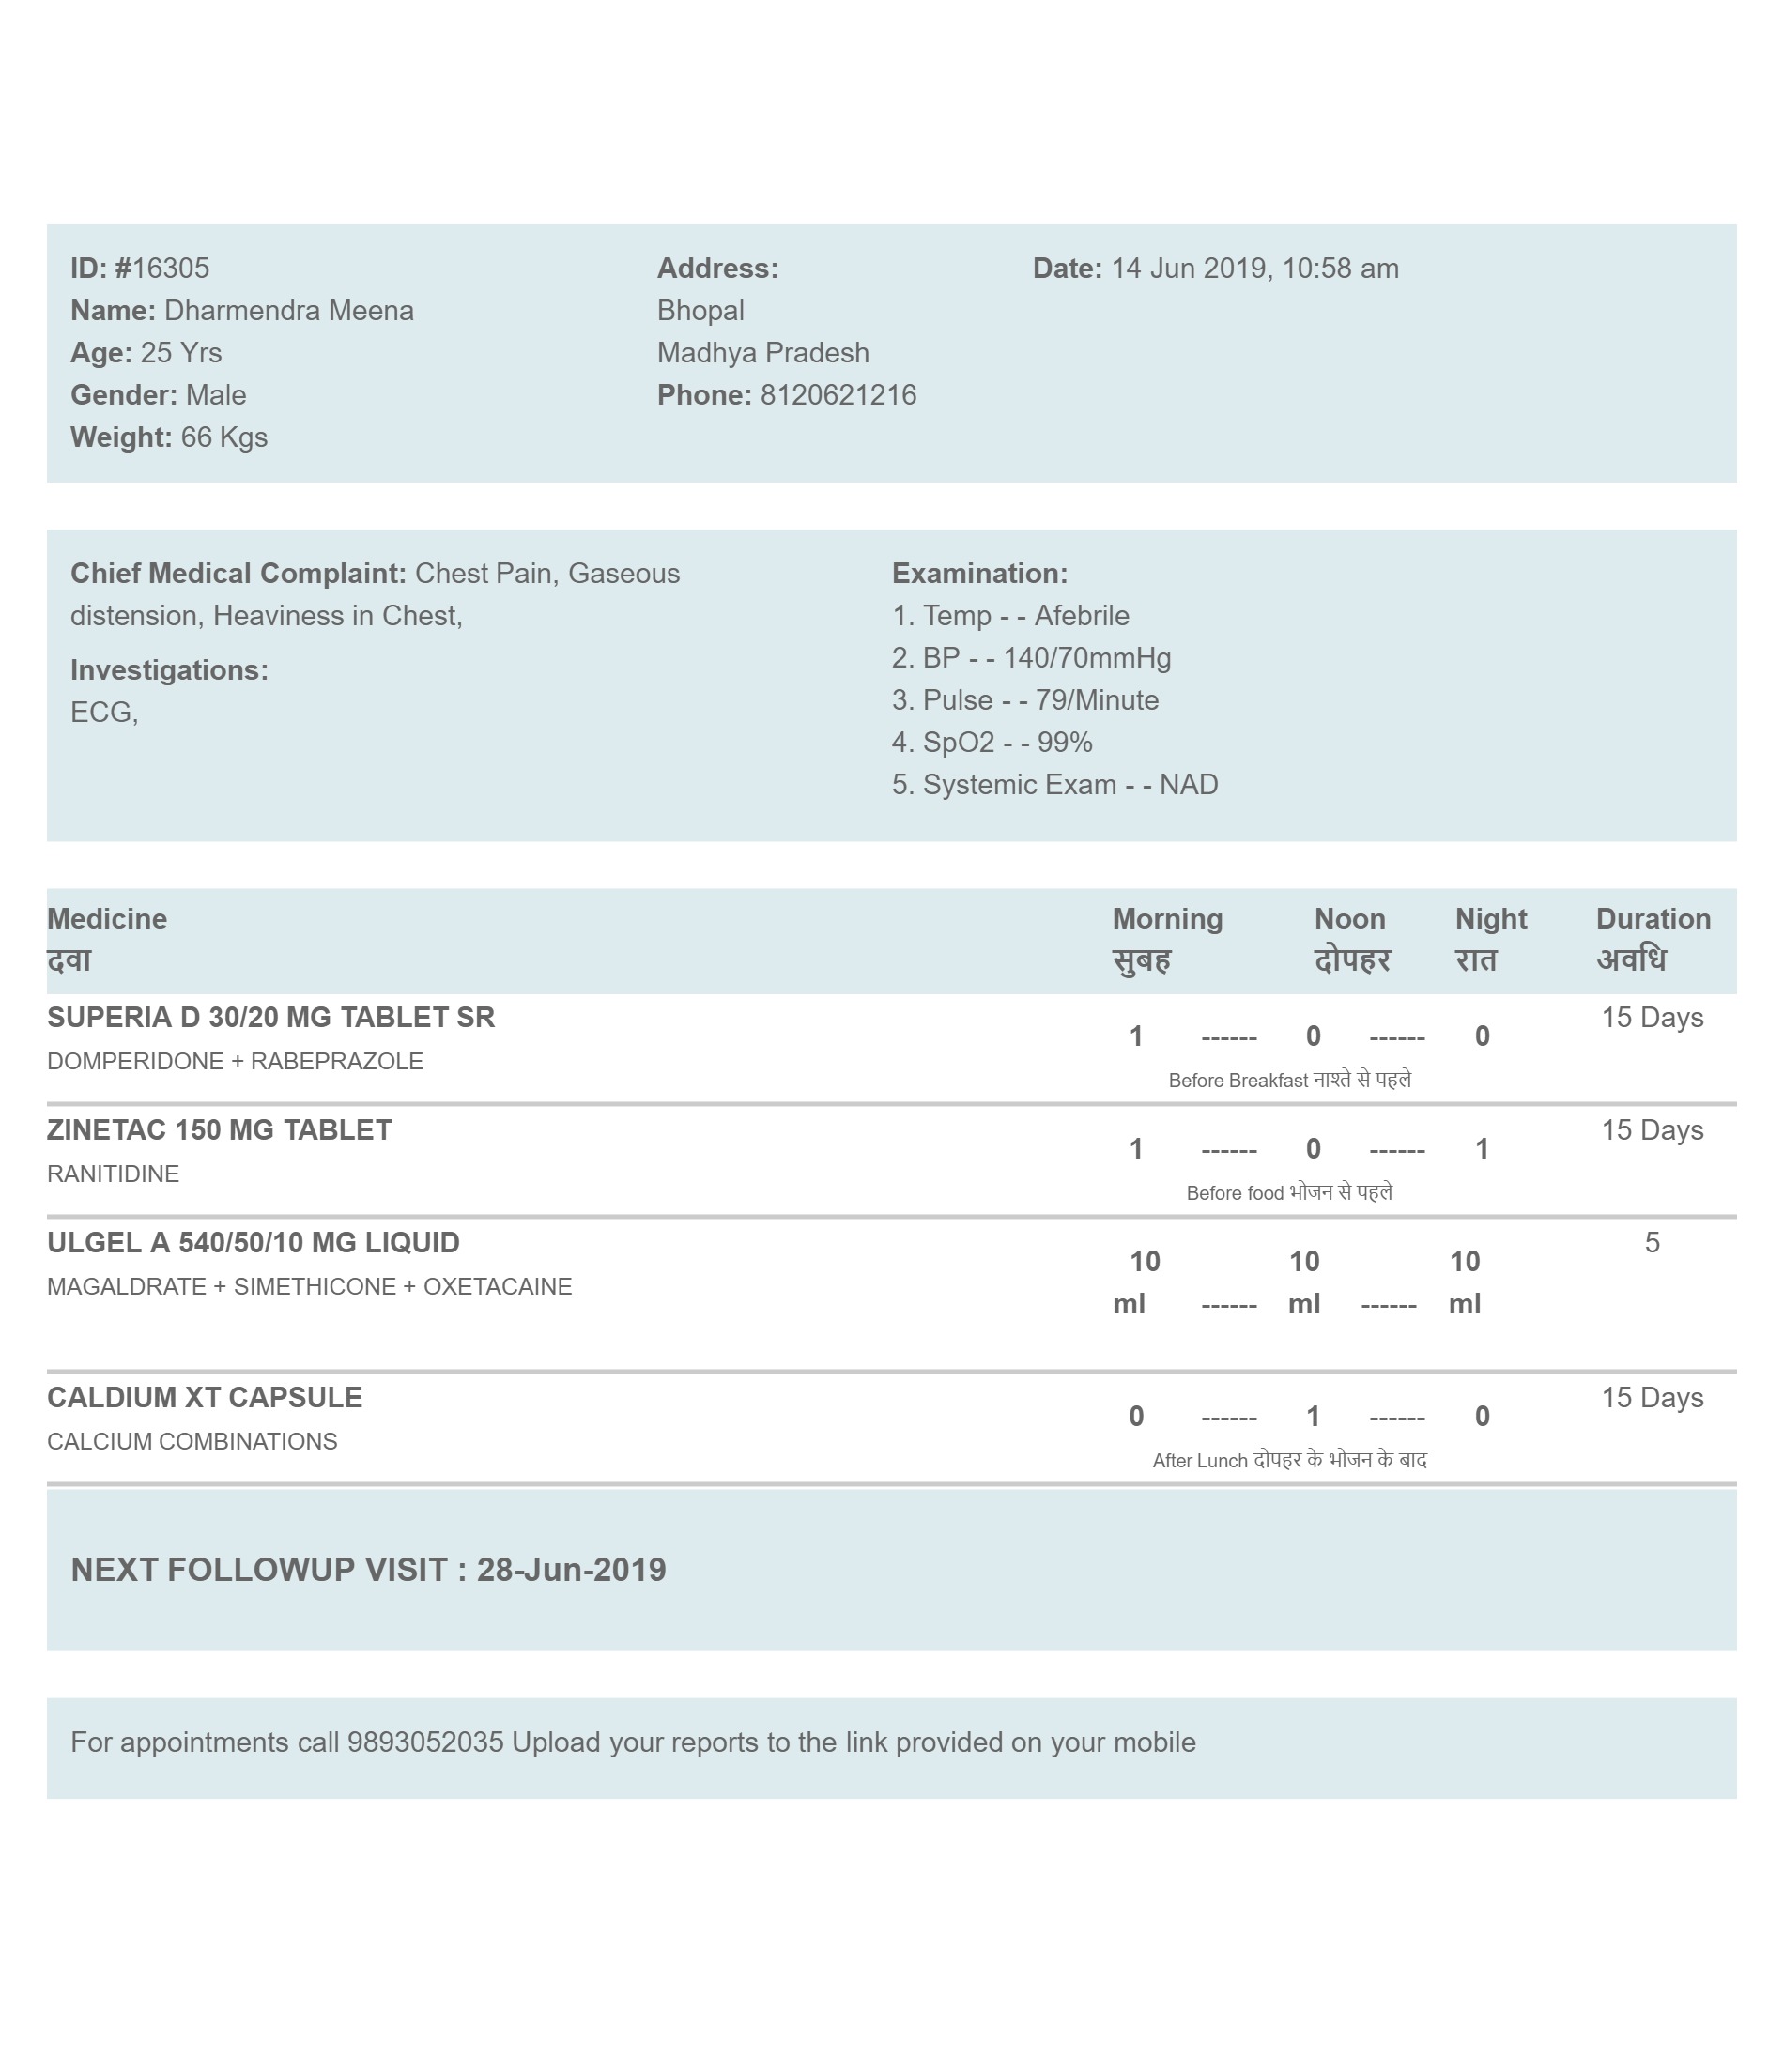 ID: #16305
Name: Dharmendra Meena
Age: 25 Yrs
Gender: Male
Weight: 66 Kgs
Address:
Bhopal
Madhya Pradesh
Phone: 8120621216
Date: 14 Jun 2019, 10:58 am
Chief Medical Complaint: Chest Pain, Gaseous
distension, Heaviness in Chest,
Investigations:
ECG,
Examination:
1. Temp - - Afebrile
2. BP - - 140/70mmHg
3. Pulse - - 79/Minute
4. SpO2 - - 99%
5. Systemic Exam - - NAD
Medicine Morning Noon Night Duration
दवा सुबह दोपहर रात अवधि
SUPERIA D 30/20 MG TABLET SR 1 ------ 0 ------ 0 15 Days
DOMPERIDONE + RABEPRAZOLE
Before Breakfast नाश्ते से पहले
ZINETAC 150 MG TABLET 1 ------ 0 ------ 1 15 Days
RANITIDINE
Before food भोजन से पहले
ULGEL A 540/50/10 MG LIQUID 10 10 10 5
MAGALDRATE + SIMETHICONE + OXETACAINE ml ------ ml ------ ml
CALDIUM XT CAPSULE 0 ------ 1 ------ 0 15 Days
CALCIUM COMBINATIONS
After Lunch दोपहर के भोजन के बाद
NEXT FOLLOWUP VISIT : 28-Jun-2019
For appointments call 9893052035 Upload your reports to the link provided on your mobile